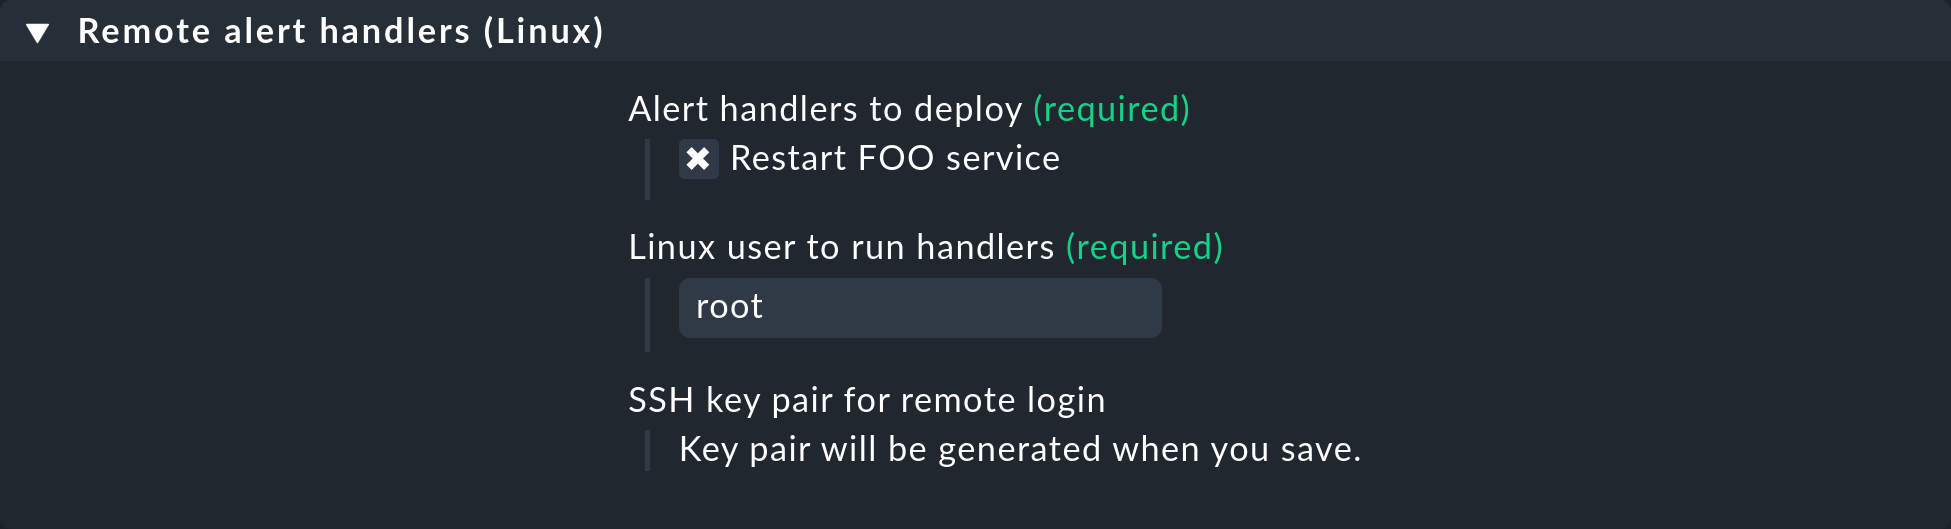 Remote alert handlers (Linux)
Alert handlers to deploy (required)
Restart FOO service
Linux user to run handlers (required)
root
SSH key pair for remote login
Key pair will be generated when you save.